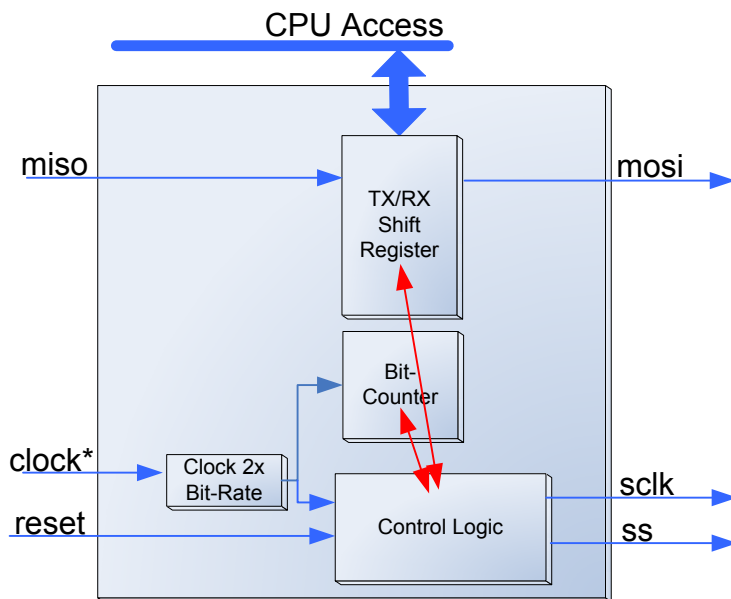 CPU Access
miso
mosi
TX/RX
Shift
Register
Bit-
Counter
clock*
Clock 2x
Bit-Rate
sclk
reset
Control Logic
ss